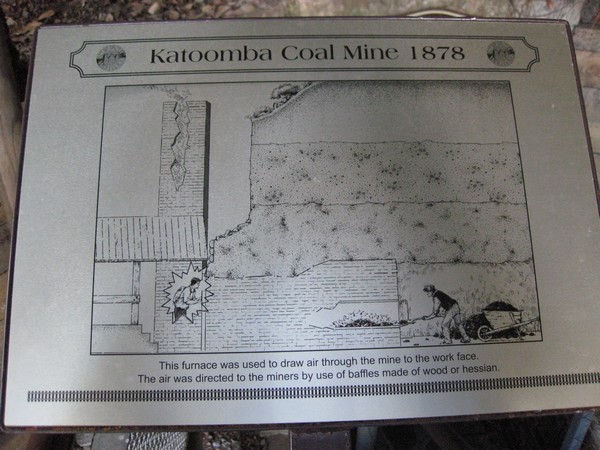 Katoomba Coal Mine 1878
This furnace was used to draw air through the mine to the work face.
The air was directed to the miners by use of baffles made of wood or hessian.